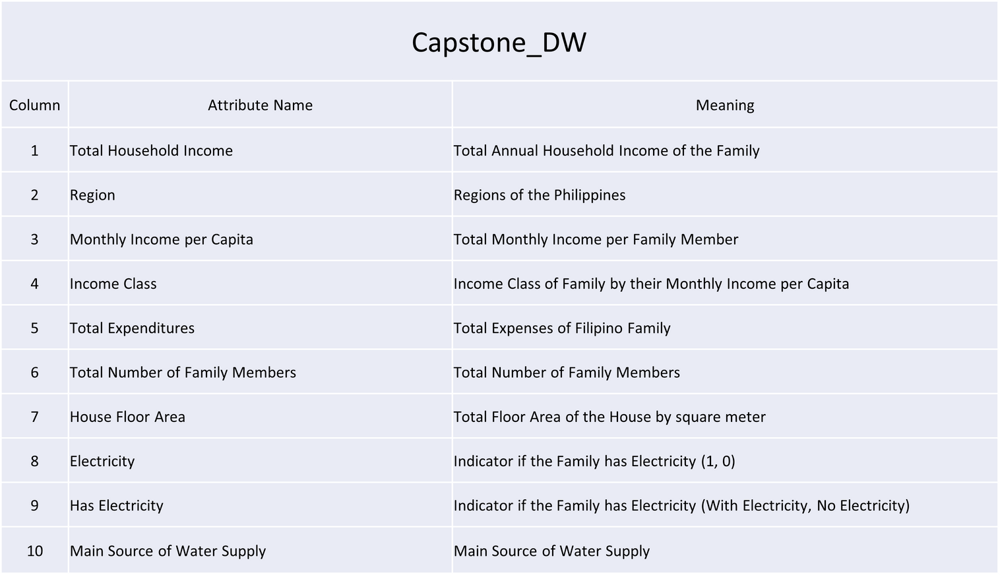 Capstone_DW
Column Attribute Name Meaning
1 Total Household Income Total Annual Household Income of the Family
2 Region Regions of the Philippines
3 Monthly Income per Capita Total Monthly Income per Family Member
4 Income Class Income Class of Family by their Monthly Income per Capita
5 Total Expenditures Total Expenses of Filipino Family
6 Total Number of Family Members Total Number of Family Members
7 House Floor Area Total Floor Area of the House by square meter
8 Electricity Indicator if the Family has Electricity (1, 0)
9 Has Electricity Indicator if the Family has Electricity (With Electricity, No Electricity)
10 Main Source of Water Supply Main Source of Water Supply